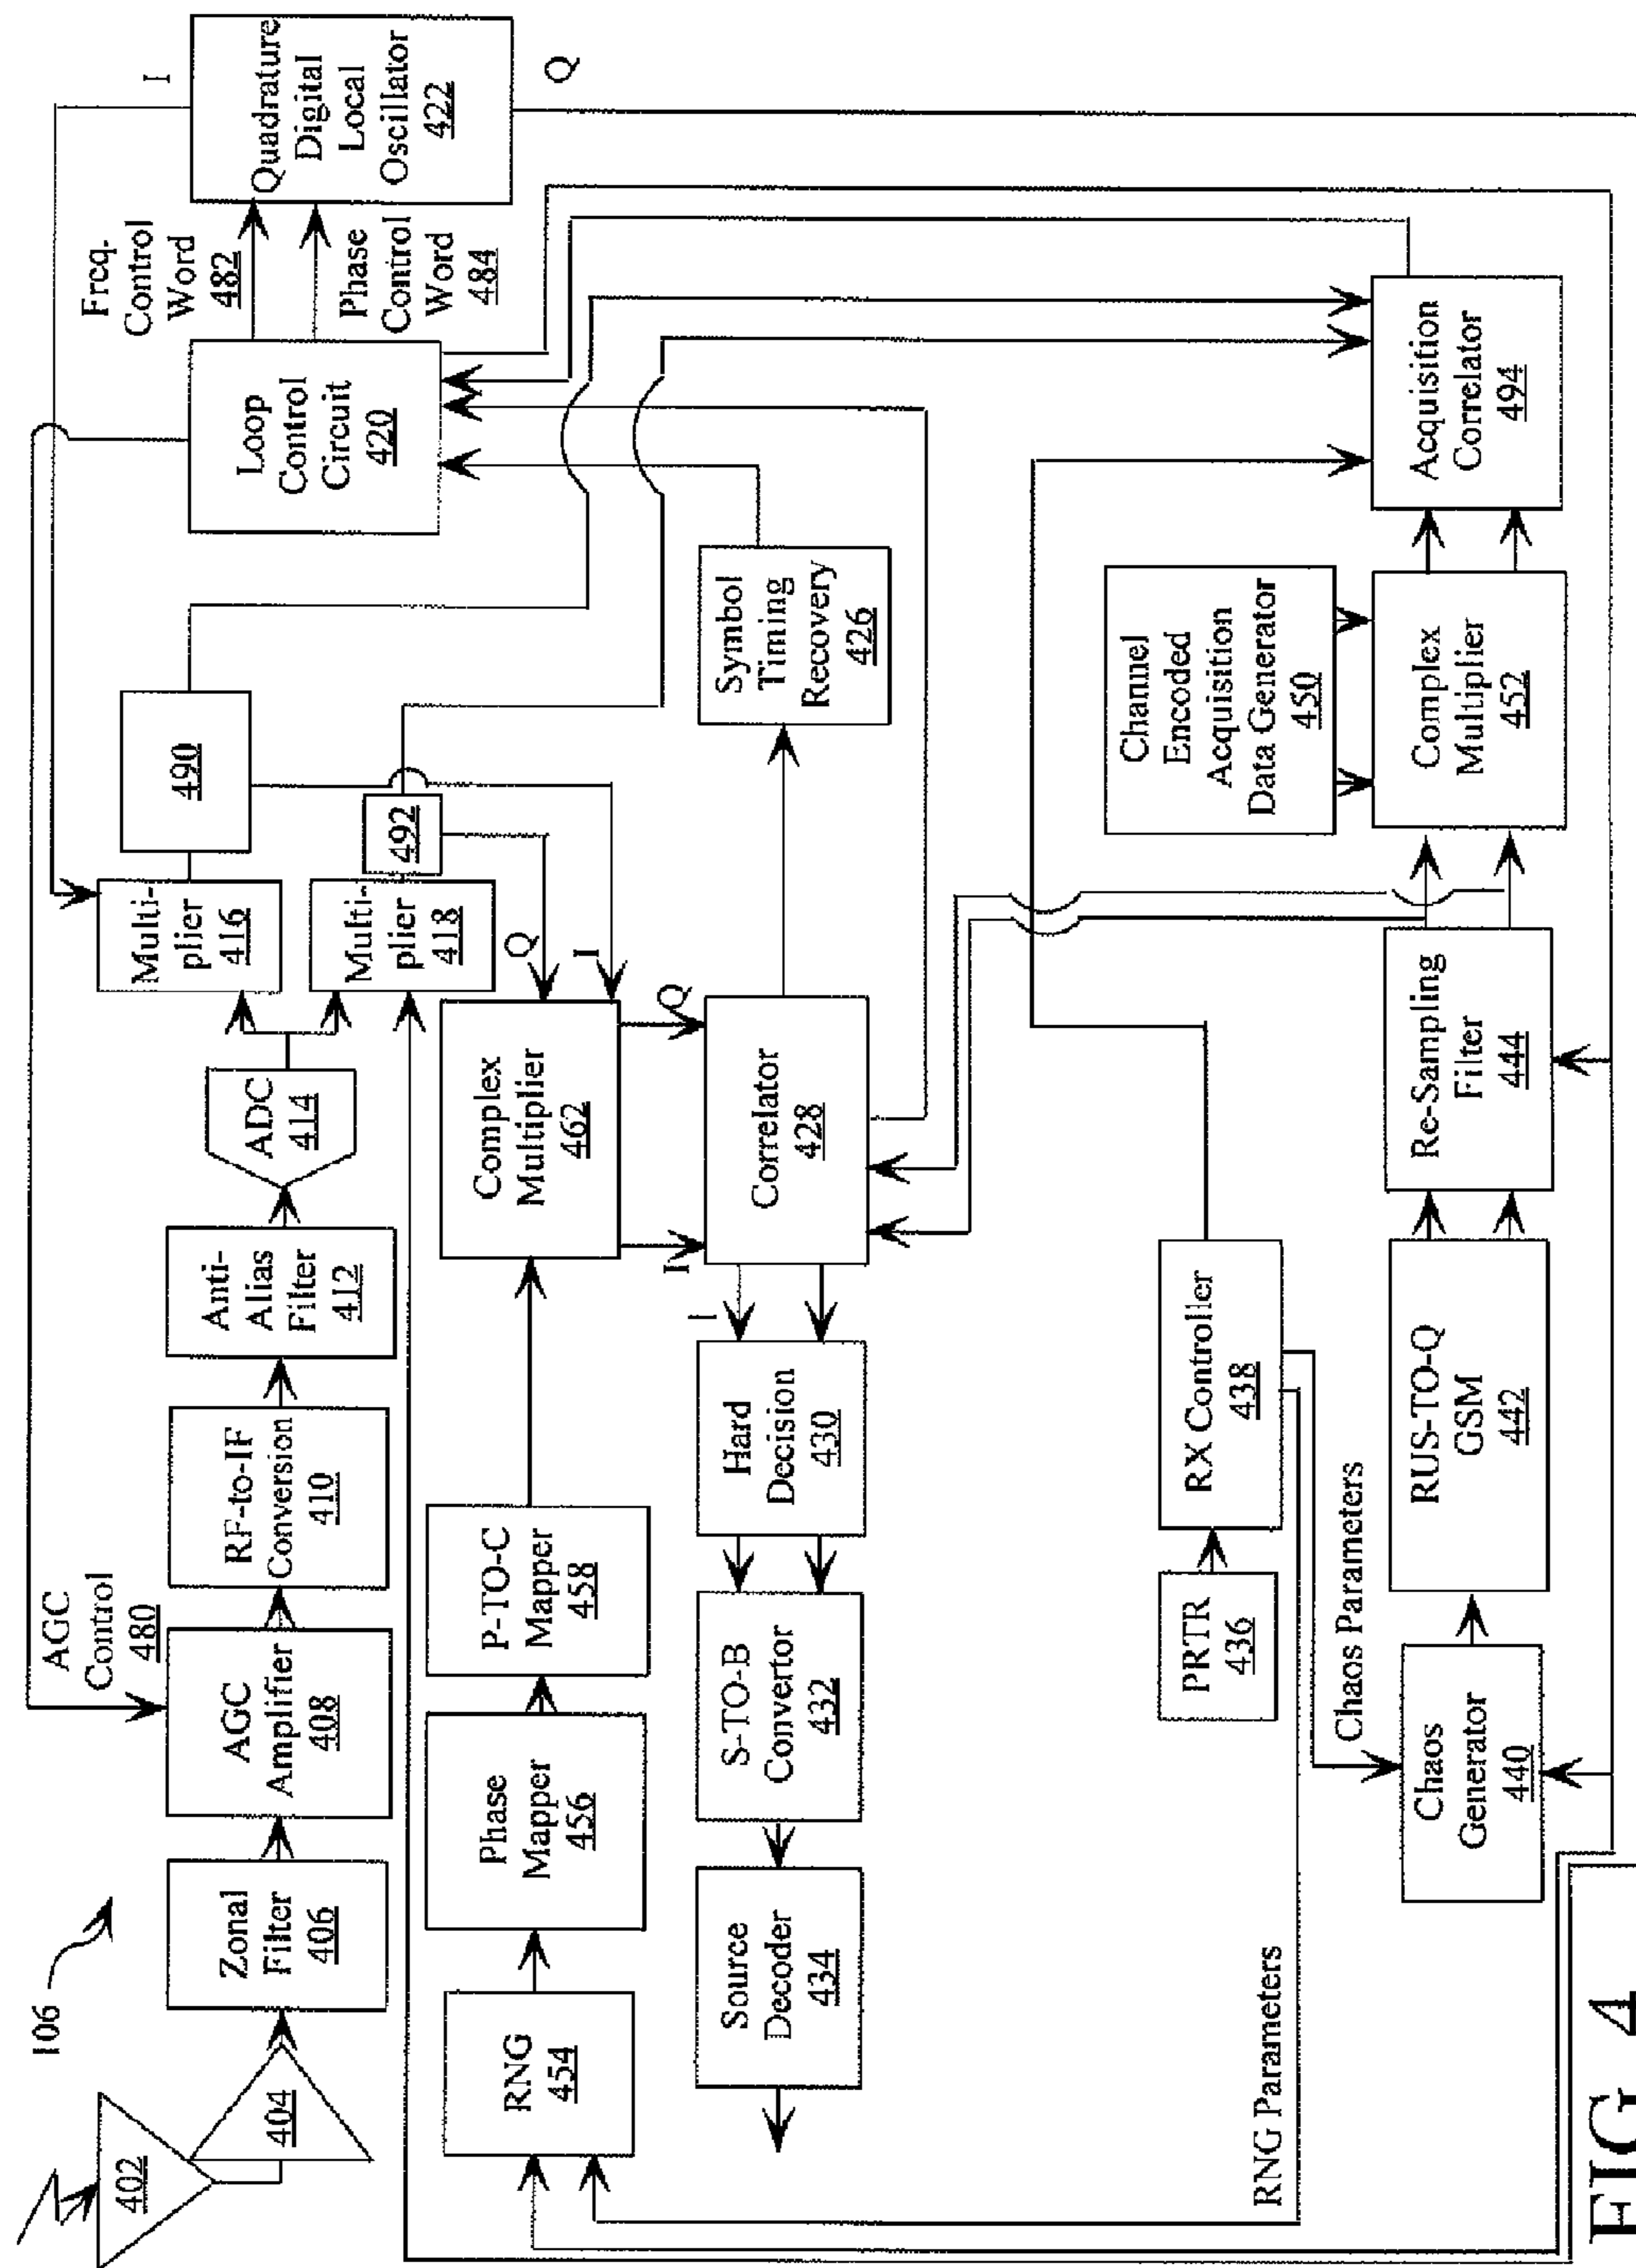 106
402
404
Zonal
Filter
406
AGC
Control
480
AGC
Amplifier
408
RF-to-IF
Conversion
410
Anti-
Alias
Filter
412
ADC
414
Multi-
plier
416
Multi-
plier
418
490
492
Loop
Control
Circuit
420
Freq.
Control
Word
482
Phase
Control
Word
484
Quadrature
Digital
Local
Oscillator
422
I
Q
RNG
454
Phase
Mapper
456
P-TO-C
Mapper
458
Complex
Multiplier
462
Q
I
I
Q
Source
Decoder
434
S-TO-B
Convertor
432
Hard
Decision
430
I
Correlator
428
Symbol
Timing
Recovery
426
PRTR
436
RX Controller
438
RNG Parameters
Chaos Parameters
Channel
Encoded
Acquisition
Data Generator
450
Chaos
Generator
440
RUS-TO-Q
GSM
442
Re-Sampling
Filter
444
Complex
Multiplier
452
Acquisition
Correlator
494
FIG. 4